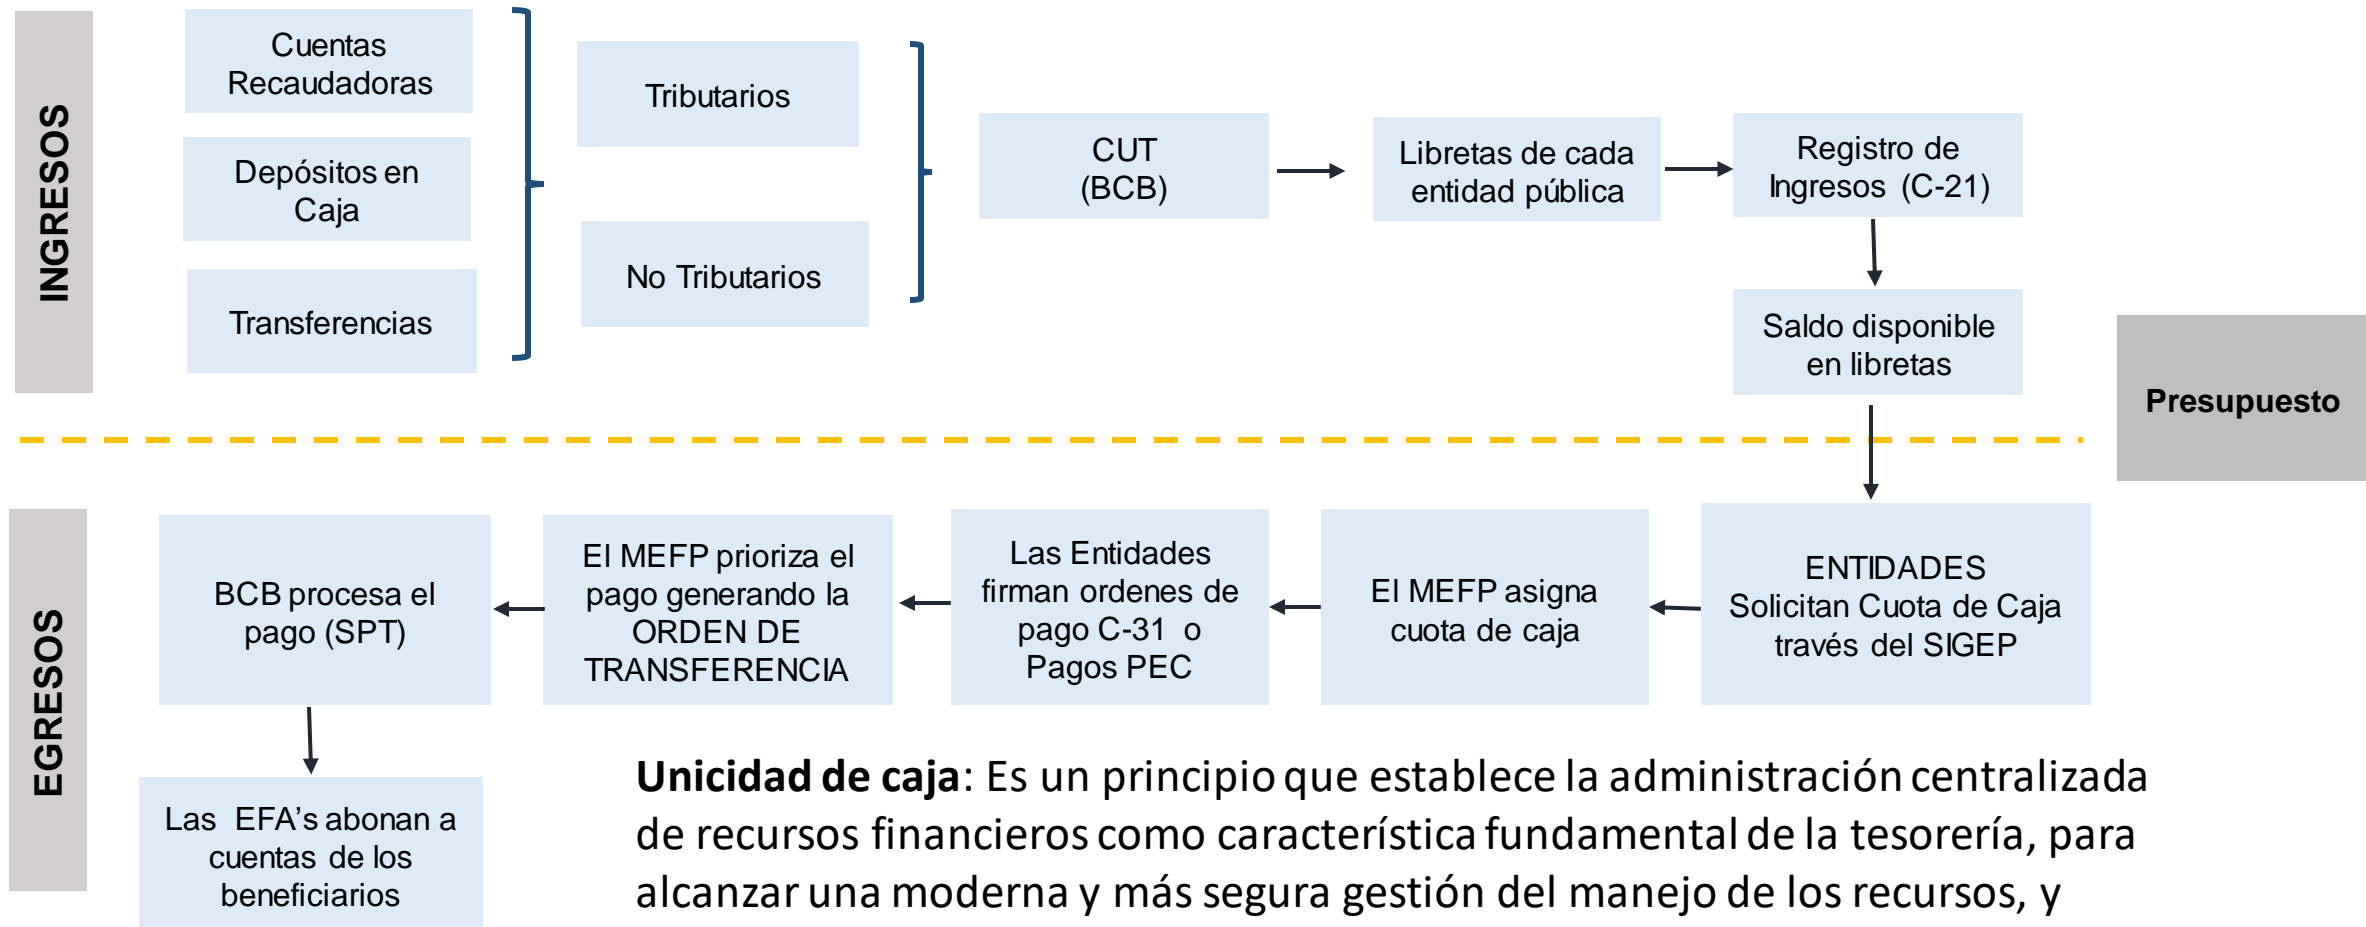 INGRESOS
Cuentas
Recaudadoras
Depósitos en
Caja
Transferencias
Tributarios
No Tributarios
CUT
(BCB)
Libretas de cada
entidad pública
Registro de
Ingresos (C-21)
Saldo disponible
en libretas
Presupuesto
EGRESOS
ENTIDADES
Solicitan Cuota de Caja
través del SIGEP
El MEFP asigna
cuota de caja
Las Entidades
firman ordenes de
pago C-31 o
Pagos PEC
El MEFP prioriza el
pago generando la
ORDEN DE
TRANSFERENCIA
BCB procesa el
pago (SPT)
Las EFA’s abonan a
cuentas de los
beneficiarios
Unicidad de caja: Es un principio que establece la administración centralizada
de recursos financieros como característica fundamental de la tesorería, para
alcanzar una moderna y más segura gestión del manejo de los recursos, y